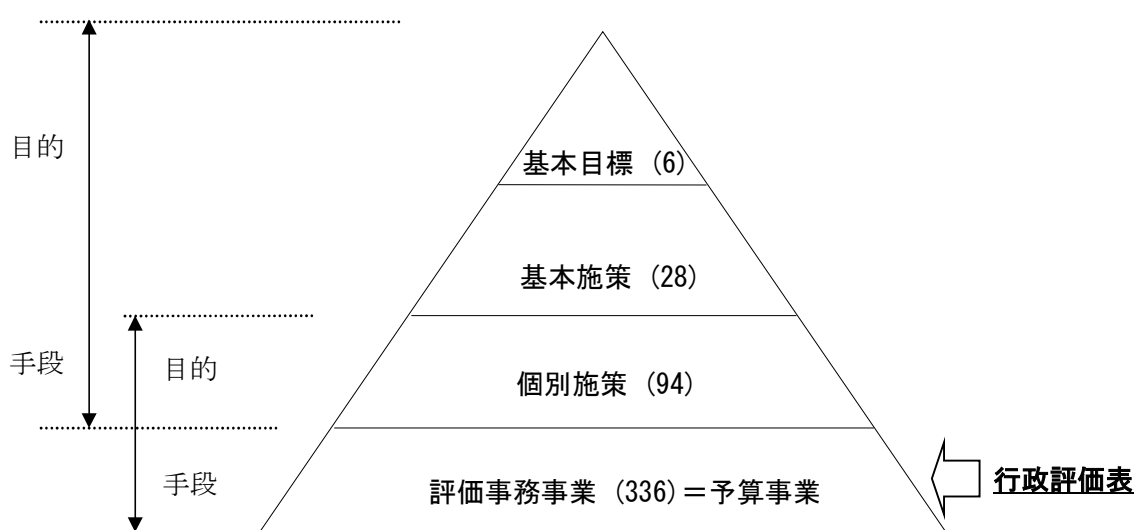 目的
基本目標 (6)
基本施策 (28)
手段
目的
個別施策 (94)
手段
評価事務事業 (336)＝予算事業
行政評価表